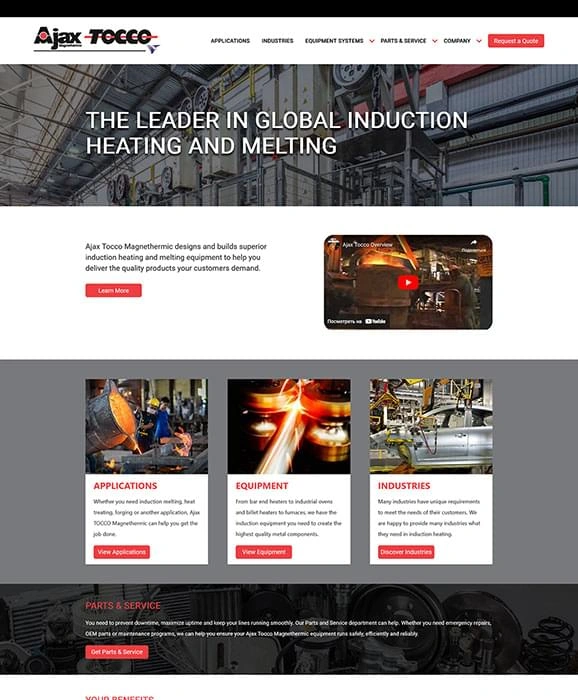 Ajax TOCCO
Magnethermic
APPLICATIONS INDUSTRIES EQUIPMENT SYSTEMS PARTS & SERVICE COMPANY Request a Quote
THE LEADER IN GLOBAL INDUCTION
HEATING AND MELTING
Ajax Tocco Magnethermic designs and builds superior
induction heating and melting equipment to help you
deliver the quality products your customers demand.
Learn More
Ajax Tocco Overview
Поделиться
Посмотреть на YouTube
APPLICATIONS
Whether you need induction melting, heat
treating, forging or another application, Ajax
TOCCO Magnethermic can help you get the
job done.
View Applications
EQUIPMENT
From bar end heaters to industrial ovens
and billet heaters to furnaces, we have the
induction equipment you need to create the
highest quality metal components.
View Equipment
INDUSTRIES
Many industries have unique requirements
to meet the needs of their customers. We
are happy to provide many industries what
they need in induction heating.
Discover Industries
PARTS & SERVICE
You need to prevent downtime, maximize uptime and keep your lines running smoothly. Our Parts and Service department can help. Whether you need emergency repairs,
OEM parts or maintenance programs, we can help you ensure your Ajax Tocco Magnethermic equipment runs safely, efficiently and reliably.
Get Parts & Service
YOUR BENEFITS